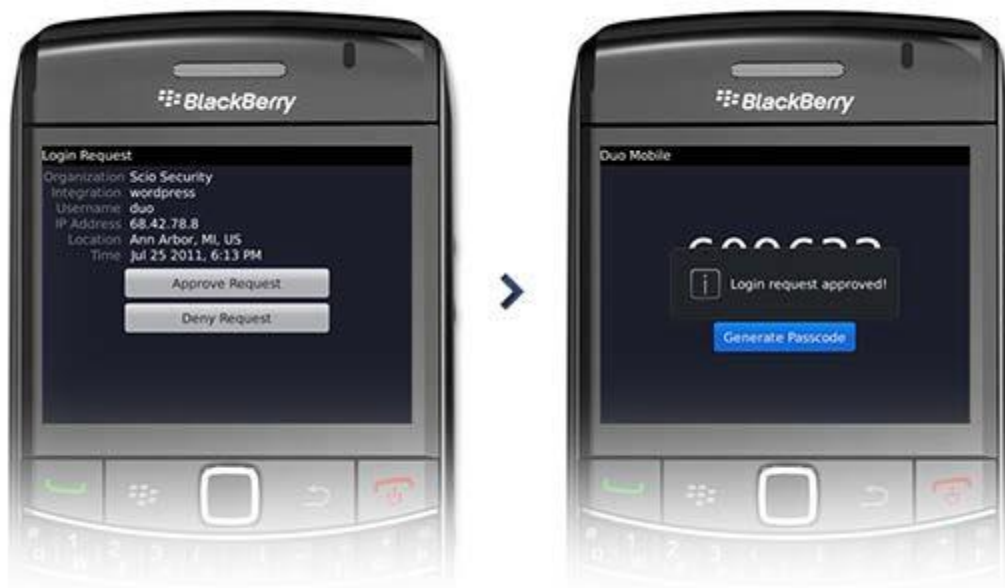 BlackBerry
Login Request
Organization Scio Security
Integration wordpress
Username duo
IP Address 68.42.78.8
Location Ann Arbor, MI, US
Time Jul 25 2011, 6:13 PM
Approve Request
Deny Request
BlackBerry
Duo Mobile
Login request approved!
Generate Passcode